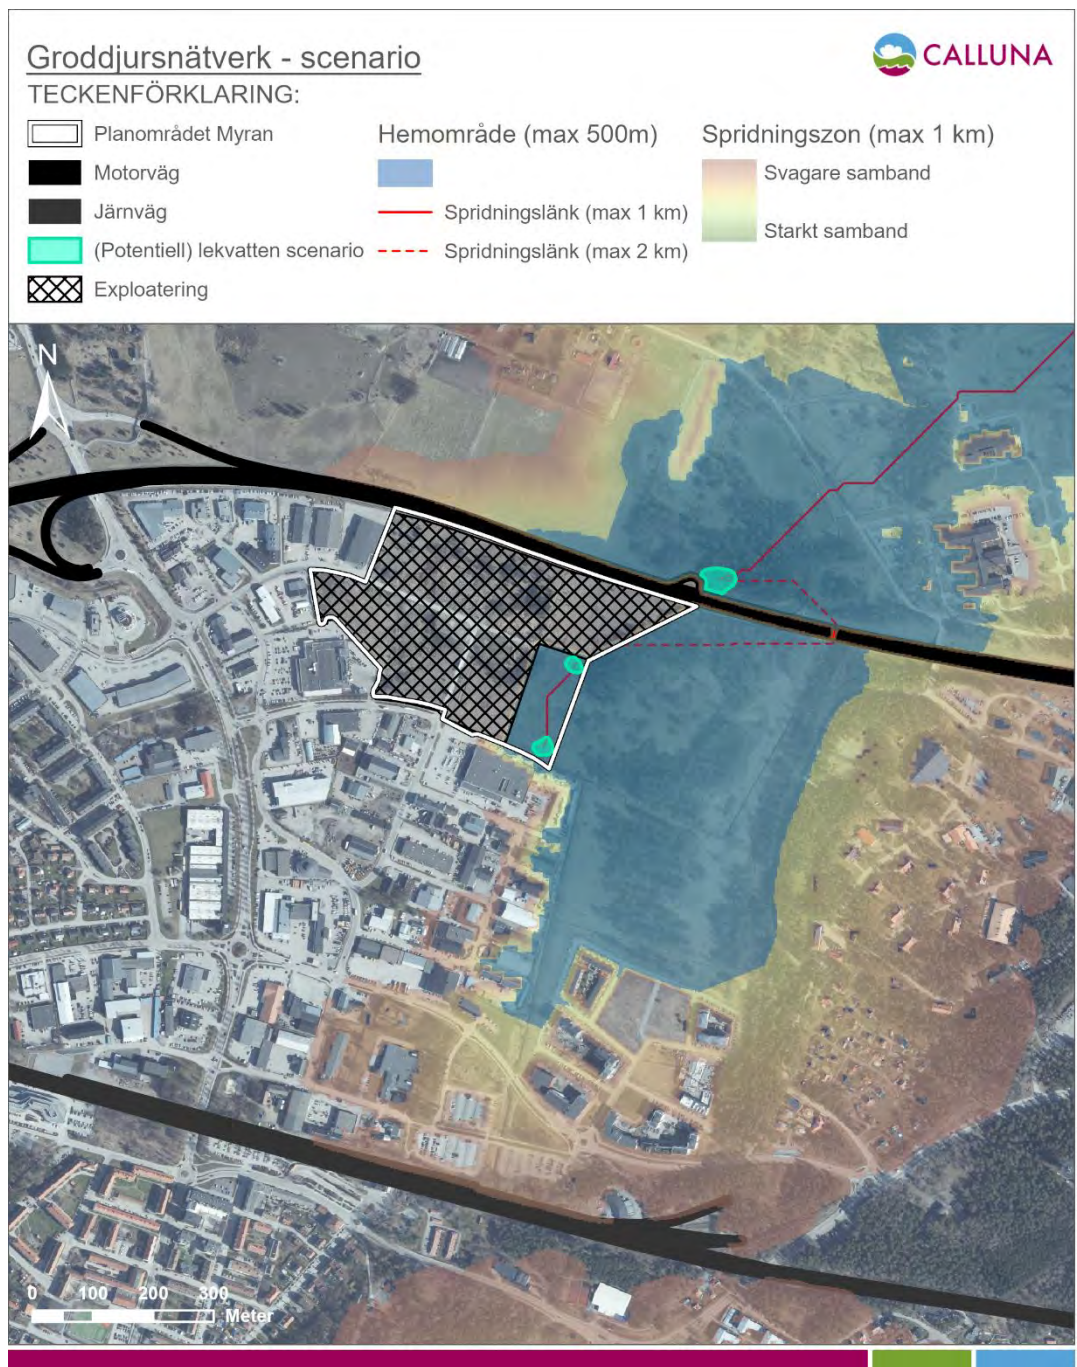 Groddjursnätverk - scenario
CALLUNA
TECKENFÖRKLARING:
Planområdet Myran
Motorväg
Järnväg
(Potentiell) lekvatten scenario
Exploatering
Hemområde (max 500m)
Spridningslänk (max 1 km)
Spridningslänk (max 2 km)
Spridningszon (max 1 km)
Svagare samband
Starkt samband
N
0 100 200 300
Meter